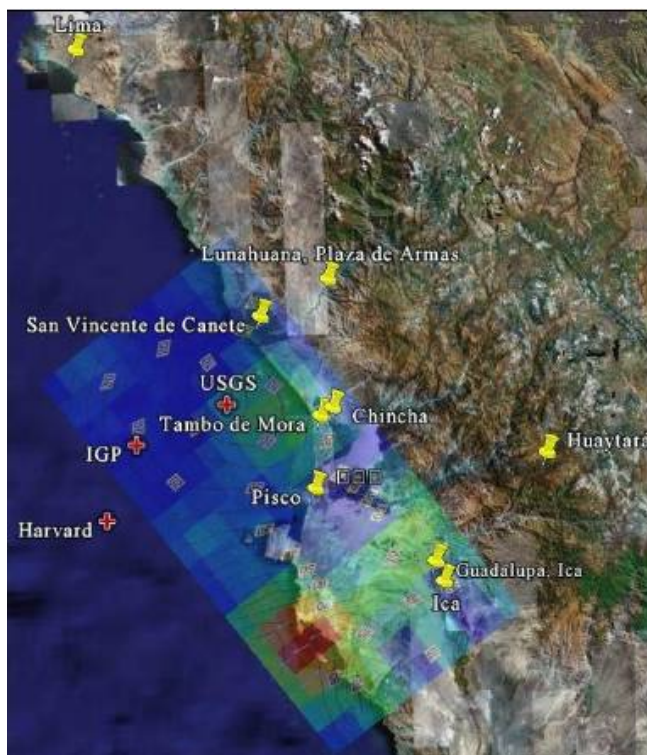 Lima
Lunahuana, Plaza de Armas
San Vincente de Canete
USGS
Tambo de Mora
Chincha
IGP
Huaytará
Pisco
Harvard
Guadalupa, Ica
Ica